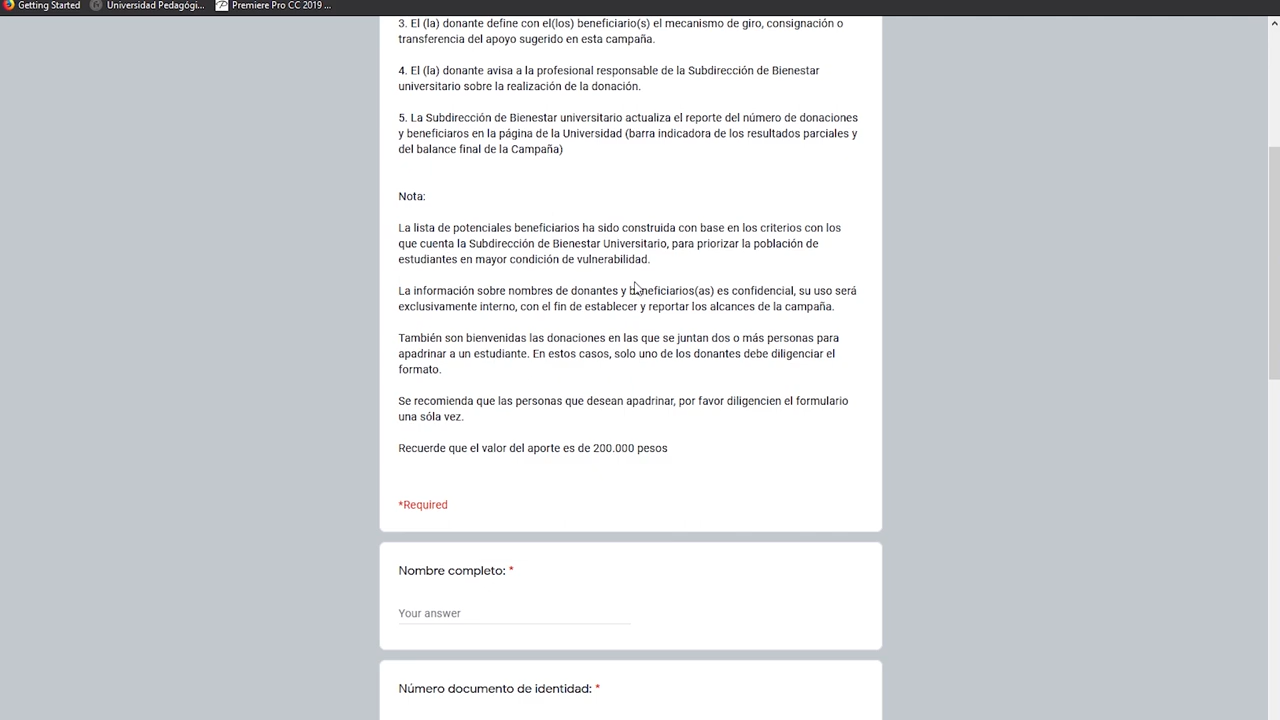 Getting Started
Universidad Pedagógi...
Premiere Pro CC 2019 ...
3. El (la) donante define con el(los) beneficiario(s) el mecanismo de giro, consignación o
transferencia del apoyo sugerido en esta campaña.
4. El (la) donante avisa a la profesional responsable de la Subdirección de Bienestar
universitario sobre la realización de la donación.
5. La Subdirección de Bienestar universitario actualiza el reporte del número de donaciones
y beneficiaros en la página de la Universidad (barra indicadora de los resultados parciales y
del balance final de la Campaña)
Nota:
La lista de potenciales beneficiarios ha sido construida con base en los criterios con los
que cuenta la Subdirección de Bienestar Universitario, para priorizar la población de
estudiantes en mayor condición de vulnerabilidad.
La información sobre nombres de donantes y beneficiarios(as) es confidencial, su uso será
exclusivamente interno, con el fin de establecer y reportar los alcances de la campaña.
También son bienvenidas las donaciones en las que se juntan dos o más personas para
apadrinar a un estudiante. En estos casos, solo uno de los donantes debe diligenciar el
formato.
Se recomienda que las personas que desean apadrinar, por favor diligencien el formulario
una sóla vez.
Recuerde que el valor del aporte es de 200.000 pesos
*Required
Nombre completo: *
Your answer
Número documento de identidad: *